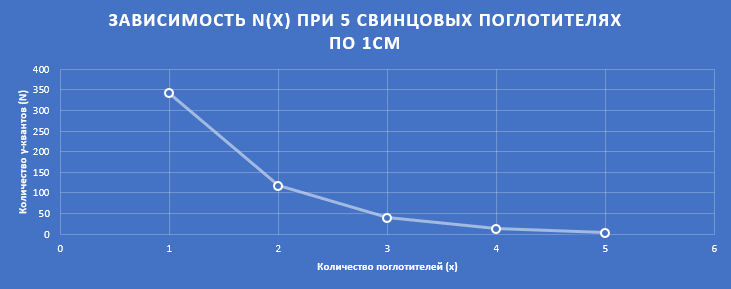 ЗАВИСИМОСТЬ N(X) ПРИ 5 СВИНЦОВЫХ ПОГЛОТИТЕЛЯХ
ПО 1СМ
400
350
300
250
200
150
100
50
0
Количество γ-квантов (N)
0 1 2 3 4 5 6
Количество поглотителей (x)